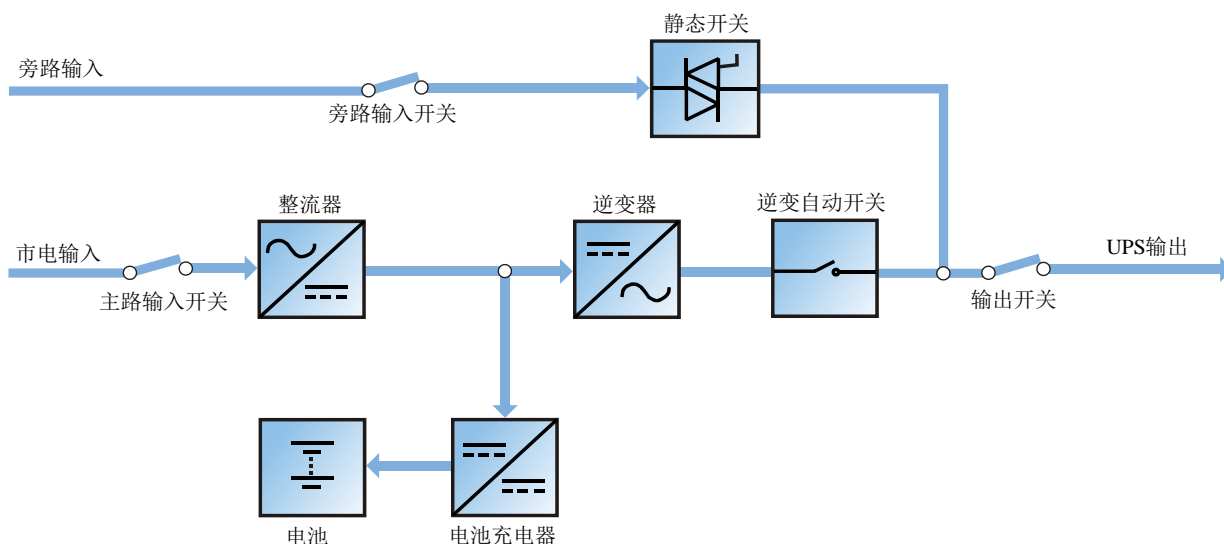 静态开关
旁路输入
旁路输入开关
整流器
逆变器
逆变自动开关
市电输入
UPS输出
主路输入开关
输出开关
电池
电池充电器